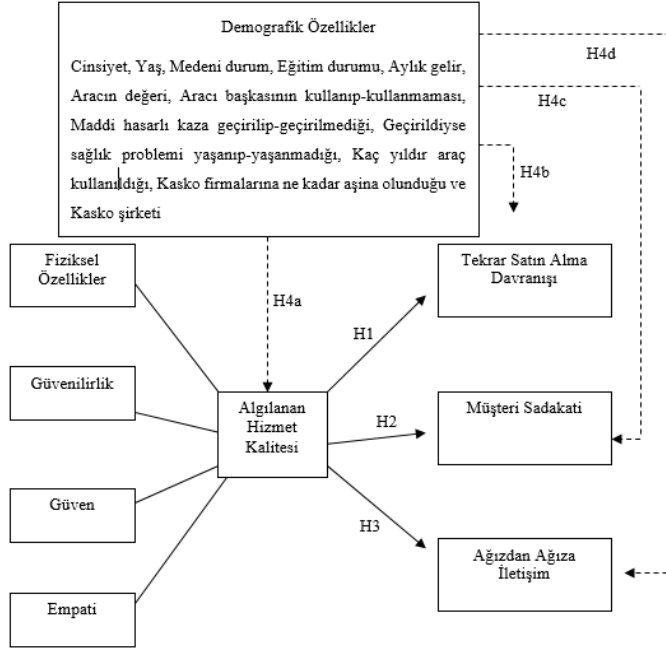 Demografik Özellikler
Cinsiyet, Yaş, Medeni durum, Eğitim durumu, Aylık gelir,
Aracın değeri, Aracı başkasının kullanıp-kullanmaması,
Maddi hasarlı kaza geçirilip-geçirilmediği, Geçirildiyse
sağlık problemi yaşanıp-yaşanmadığı, Kaç yıldır araç
kullanıldığı, Kasko firmalarına ne kadar aşina olunduğu ve
Kasko şirketi
H4d
H4c
H4b
H4a
Fiziksel
Özellikler
Güvenilirlik
Güven
Empati
Algılanan
Hizmet
Kalitesi
H1
H2
H3
Tekrar Satın Alma
Davranışı
Müşteri Sadakati
Ağızdan Ağıza
İletişim